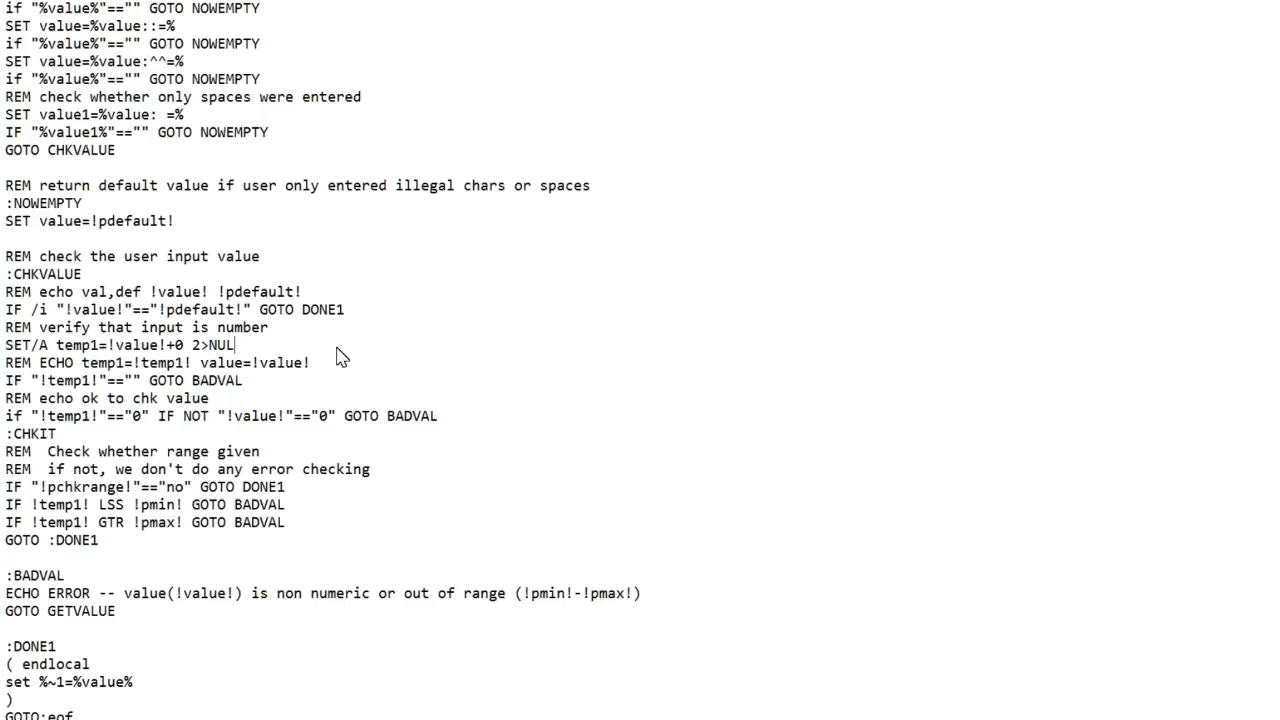 if "%value%"=="" GOTO NOWEMPTY
SET value=%value::=%
if "%value%"=="" GOTO NOWEMPTY
SET value=%value:^^=%
if "%value%"=="" GOTO NOWEMPTY
REM check whether only spaces were entered
SET value1=%value: =%
IF "%value1%"=="" GOTO NOWEMPTY
GOTO CHKVALUE
REM return default value if user only entered illegal chars or spaces
:NOWEMPTY
SET value=!pdefault!
REM check the user input value
:CHKVALUE
REM echo val,def !value! !pdefault!
IF /i "!value!"=="!pdefault!" GOTO DONE1
REM verify that input is number
SET/A temp1=!value!+0 2>NUL
REM ECHO temp1=!temp1! value=!value!
IF "!temp1!"=="" GOTO BADVAL
REM echo ok to chk value
if "!temp1!"=="0" IF NOT "!value!"=="0" GOTO BADVAL
:CHKIT
REM  Check whether range given
REM  if not, we don't do any error checking
IF "!pchkrange!"=="no" GOTO DONE1
IF !temp1! LSS !pmin! GOTO BADVAL
IF !temp1! GTR !pmax! GOTO BADVAL
GOTO :DONE1
:BADVAL
ECHO ERROR -- value(!value!) is non numeric or out of range (!pmin!-!pmax!)
GOTO GETVALUE
:DONE1
( endlocal
set %~1=%value%
)
GOTO:eof